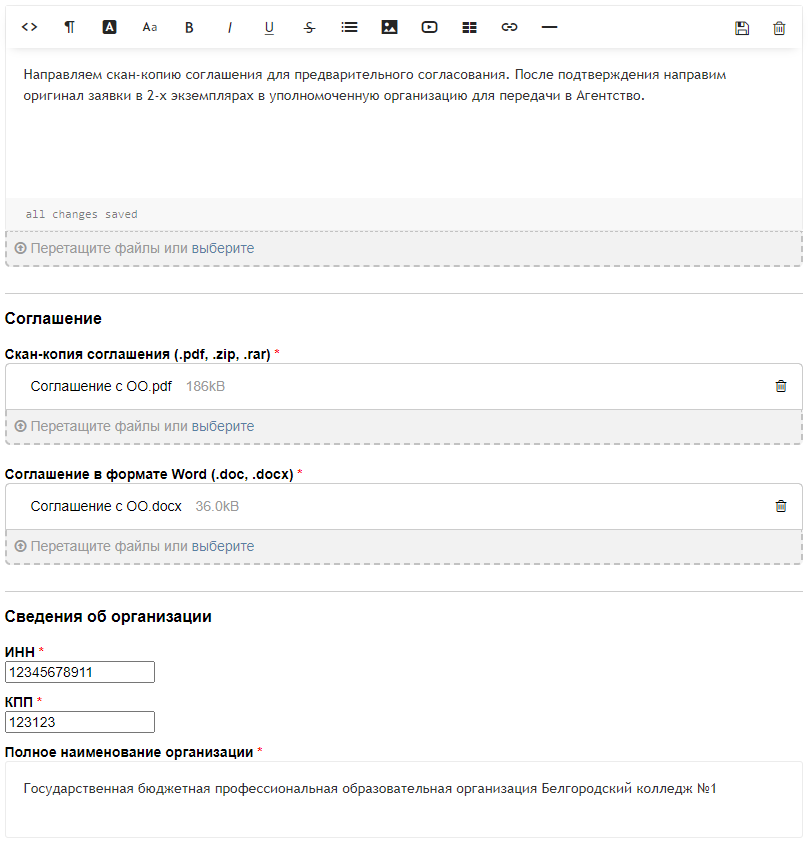 <> ¶ A Aa B I U S
Направляем скан-копию соглашения для предварительного согласования. После подтверждения направим
оригинал заявки в 2-х экземплярах в уполномоченную организацию для передачи в Агентство.
all changes saved
Перетащите файлы или выберите
Соглашение
Скан-копия соглашения (.pdf, .zip, .rar) *
Соглашение с ОО.pdf 186kB
Перетащите файлы или выберите
Соглашение в формате Word (.doc, .docx) *
Соглашение с ОО.docx 36.0kB
Перетащите файлы или выберите
Сведения об организации
ИНН *
12345678911
КПП *
123123
Полное наименование организации *
Государственная бюджетная профессиональная образовательная организация Белгородский колледж №1